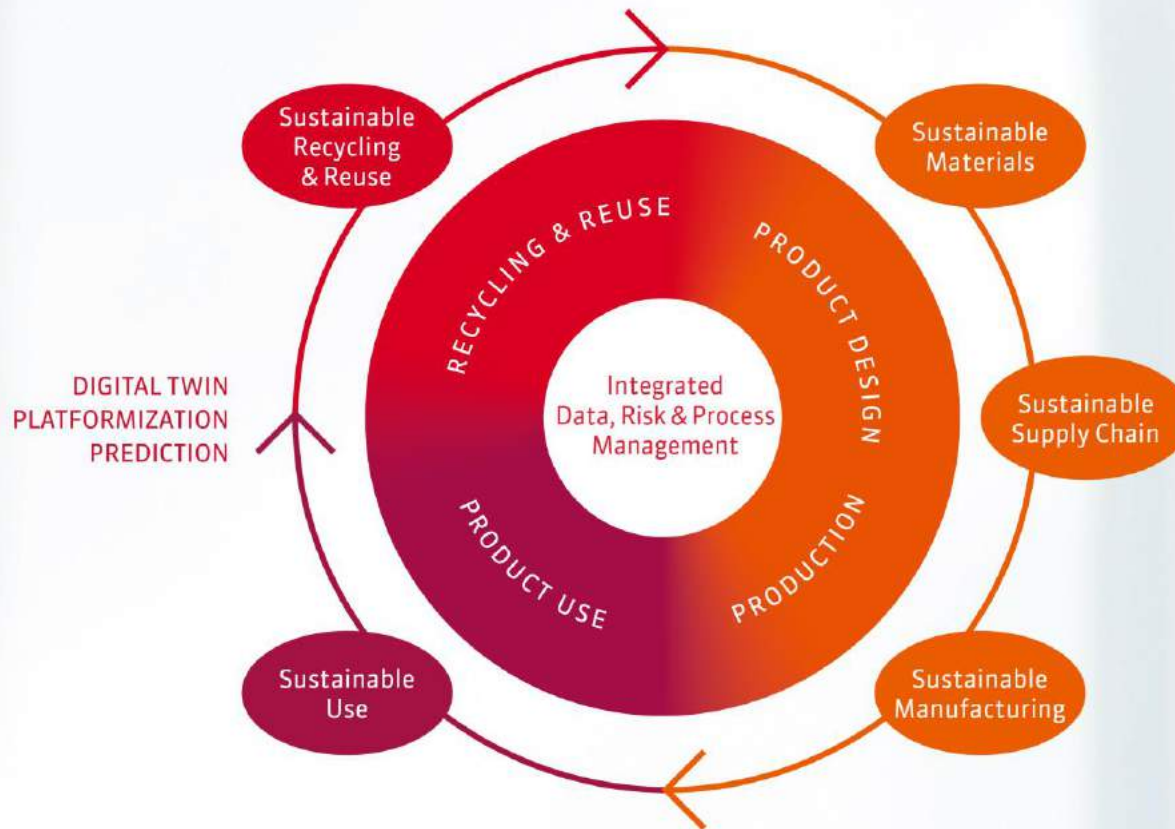 Sustainable
Recycling
& Reuse
Sustainable
Materials
RECYCLING & REUSE
PRODUCT DESIGN
DIGITAL TWIN
PLATFORMIZATION
PREDICTION
Integrated
Data, Risk & Process
Management
Sustainable
Supply Chain
PRODUCT USE
PRODUCTION
Sustainable
Use
Sustainable
Manufacturing